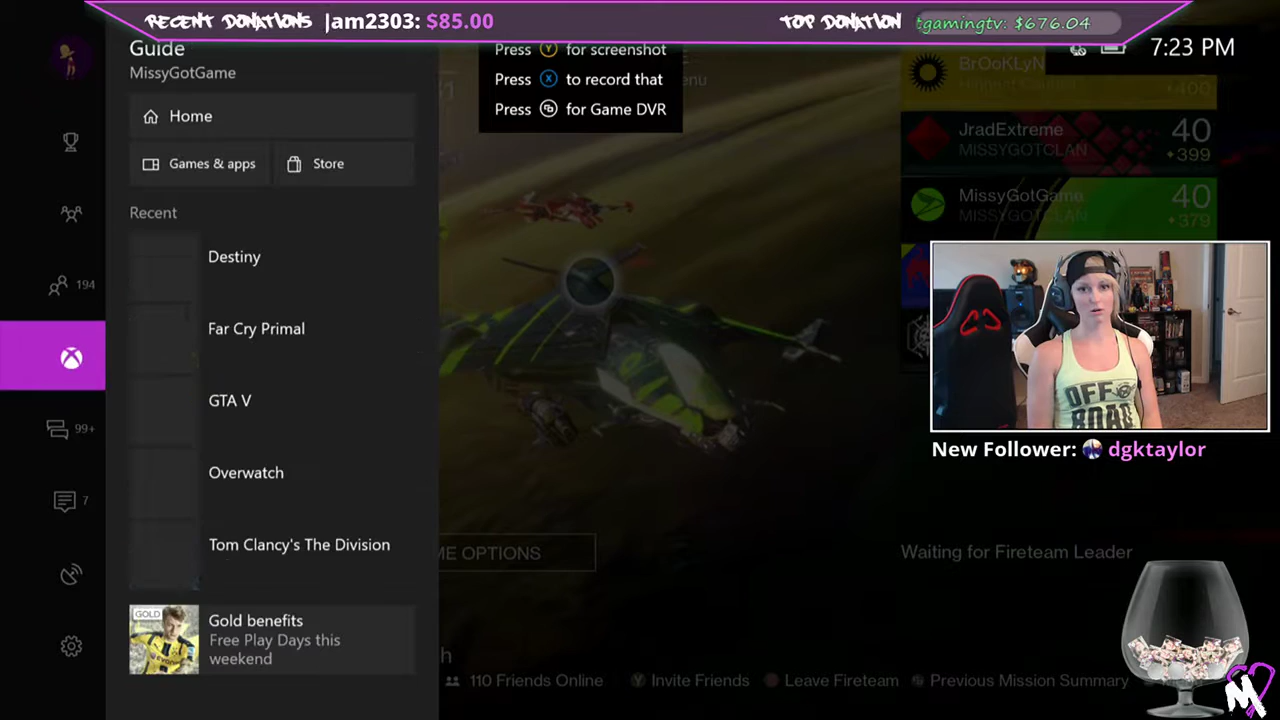 RECENT DONATIONS
Jam2303: $85.00
TOP DONATION
tgamingtv: $676.04
Guide
MissyGotGame
Home
Games & apps
Store
Recent
Destiny
Far Cry Primal
GTA V
Overwatch
Tom Clancy's The Division
GOLD
Gold benefits
Free Play Days this
weekend
194
99+
7
Press Y for screenshot
Press X to record that
Press for Game DVR
7:23 PM
BrOoKLyN
+400
JradExtreme
MISSYGOTCLAN
40
+399
MissyGotGame
MISSYGOTCLAN
40
+379
OFF
ROAD
New Follower: dgktaylor
ME OPTIONS
Waiting for Fireteam Leader
110 Friends Online
Y Invite Friends
Leave Fireteam
Previous Mission Summary